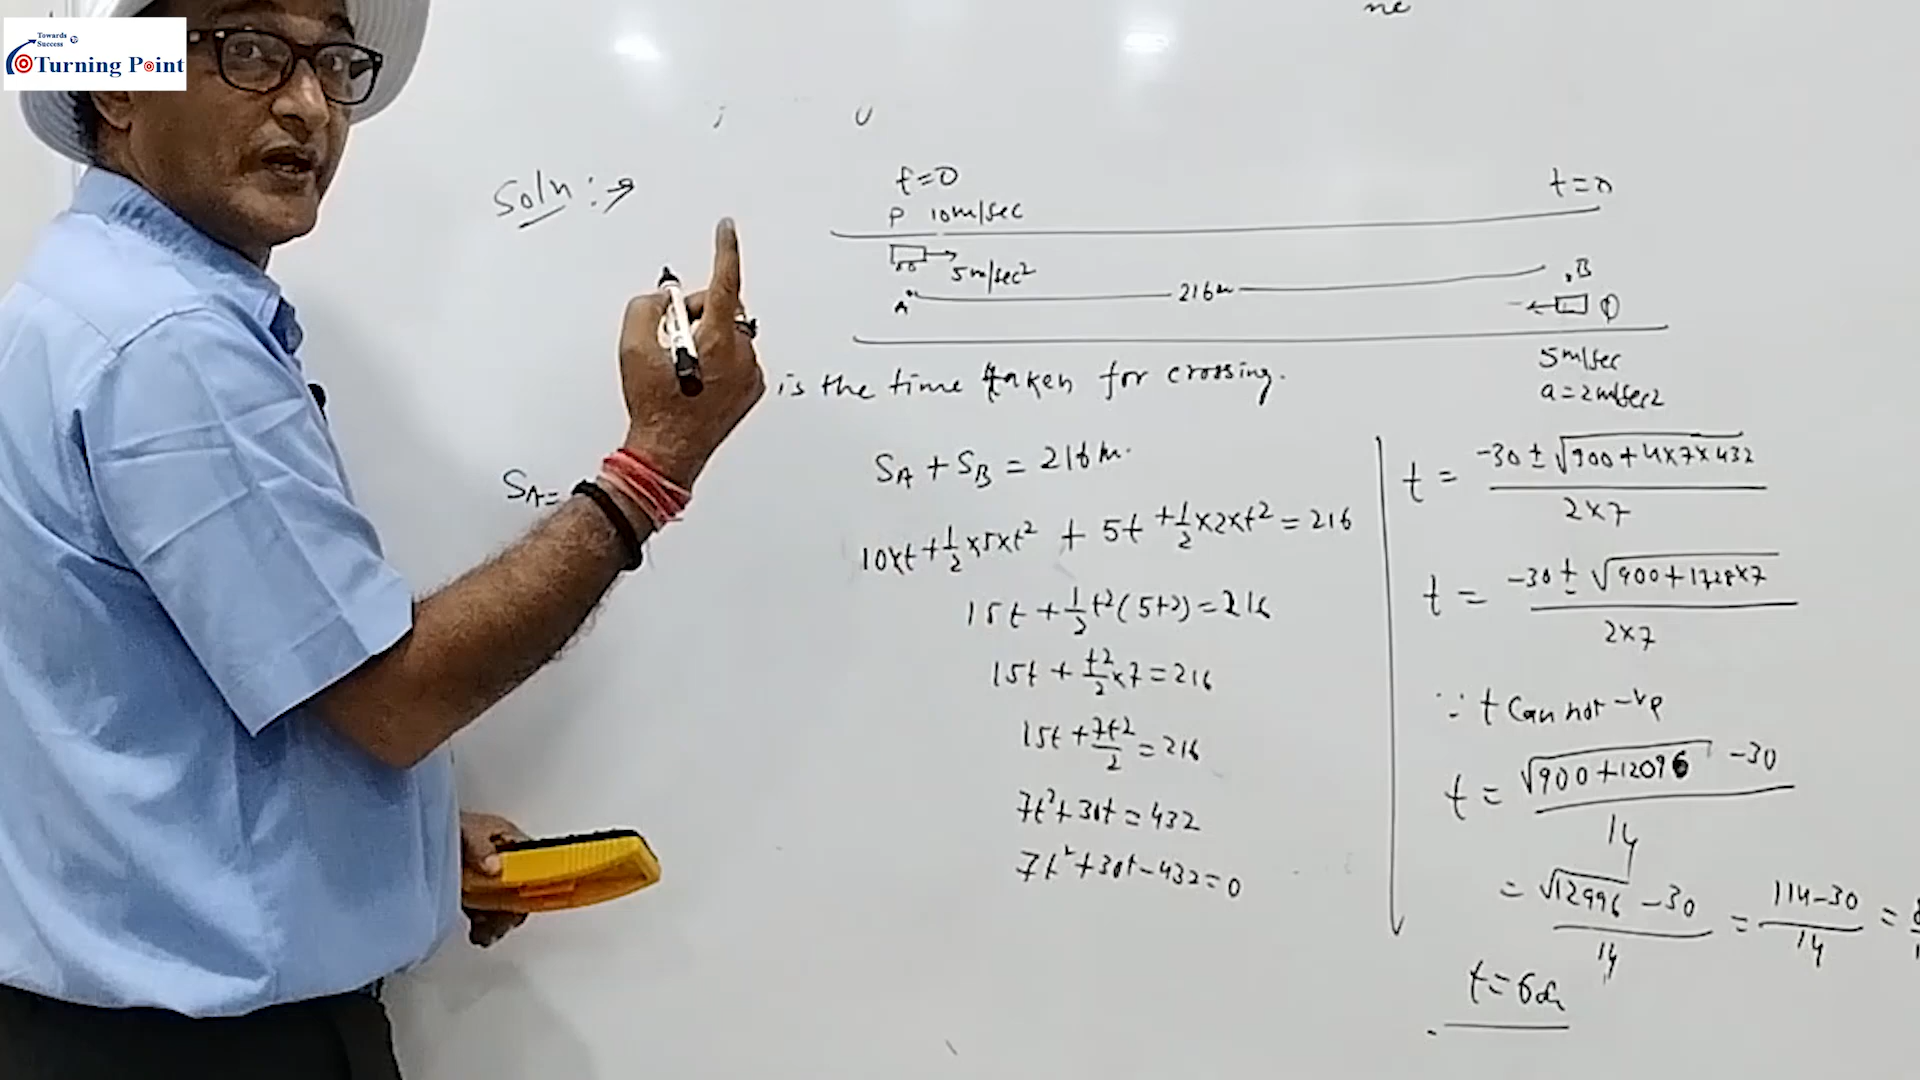 Towards
Success
Turning Point
ne
Soln :→
t=0
P 10m/sec
5m/sec2
A
216m
B
Q
5m/sec
a=2m/sec2
is the time taken for crossing.
SA=
SA + SB = 216m.
10×t+1/2×5×t2 + 5t +1/2×2×t2 = 216
15t + 1/2 t2(5+2) = 216
15t + t2/2×7 = 216
15t + 7t2/2 = 216
7t2+30t = 432
7t2+30t-432=0
t = -30 ± √900+4×7×432 / 2×7
t = -30 ± √900+1728×7 / 2×7
∵ t can not -ve
t = √900+12096 -30 / 14
= √12996 -30 / 14 = 114-30 / 14 =
t=6